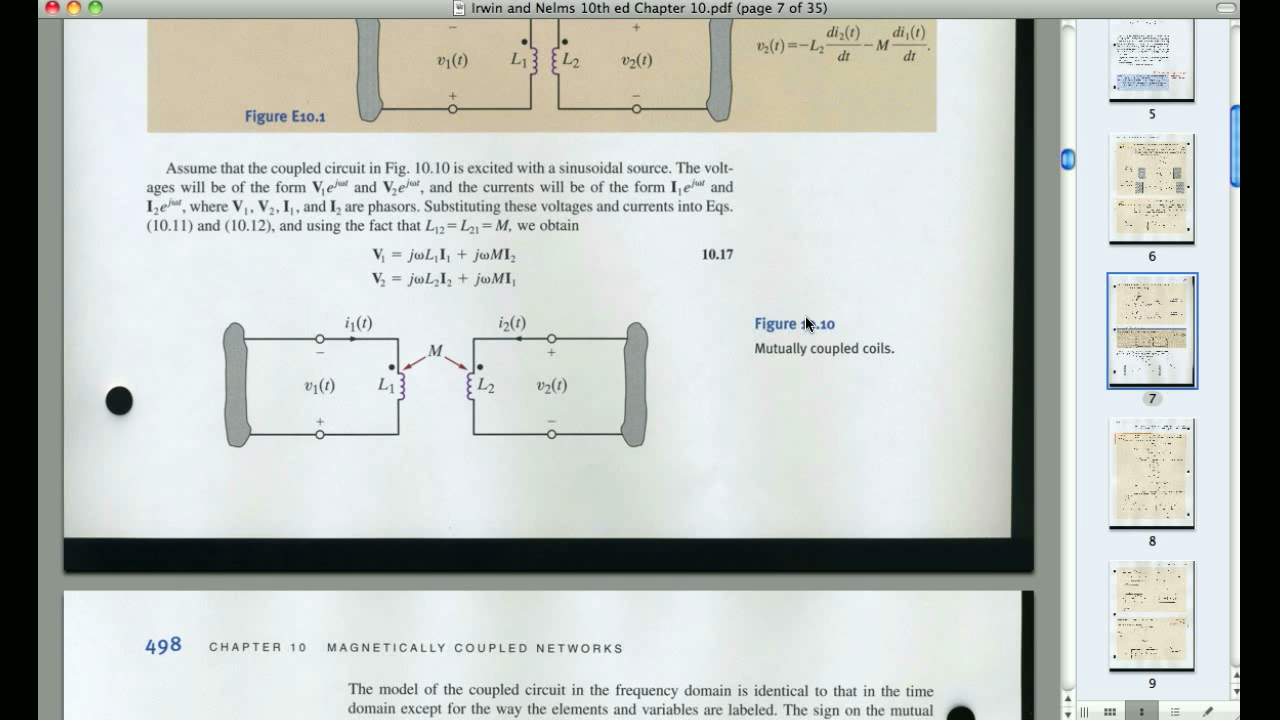 Irwin and Nelms 10th ed Chapter 10.pdf (page 7 of 35)
− +
v1(t) L1 L2 v2(t)
+ −
v2(t)=−L2 di2(t)/dt − M di1(t)/dt.
Figure E10.1
Assume that the coupled circuit in Fig. 10.10 is excited with a sinusoidal source. The volt-
ages will be of the form V1e^jωt and V2e^jωt, and the currents will be of the form I1e^jωt and
I2e^jωt, where V1, V2, I1, and I2 are phasors. Substituting these voltages and currents into Eqs.
(10.11) and (10.12), and using the fact that L12 = L21 = M, we obtain
V1 = jωL1I1 + jωMI2 10.17
V2 = jωL2I2 + jωMI1
i1(t) i2(t)
− M +
v1(t) L1 L2 v2(t)
+ −
Figure 10.10
Mutually coupled coils.
498 CHAPTER 10 MAGNETICALLY COUPLED NETWORKS
The model of the coupled circuit in the frequency domain is identical to that in the time
domain except for the way the elements and variables are labeled. The sign on the mutual
5
6
7
8
9